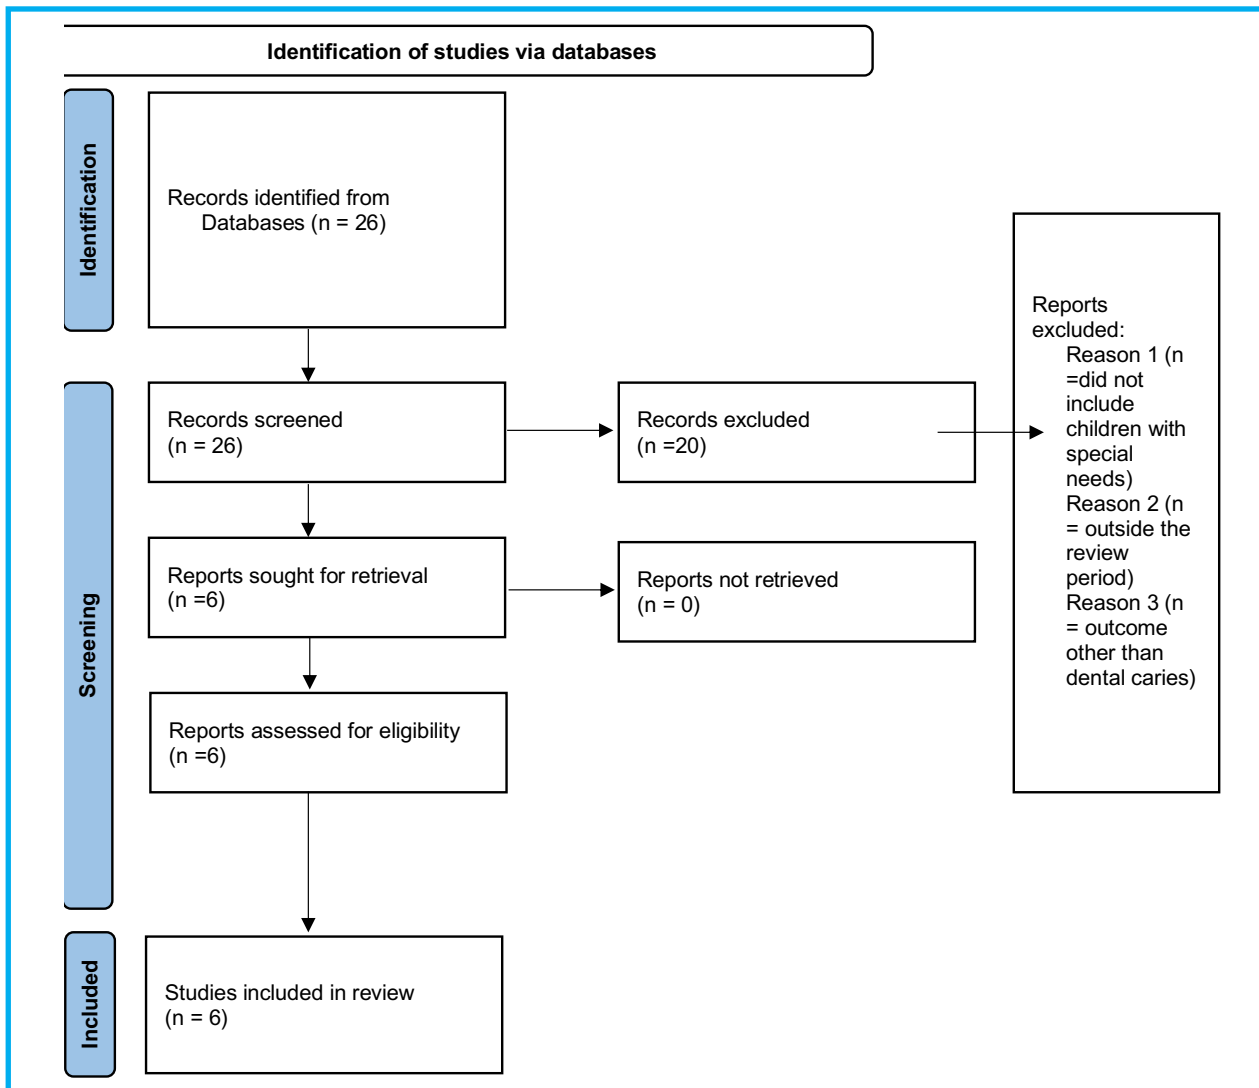 Identification of studies via databases
Identification
Records identified from
Databases (n = 26)
Screening
Records screened
(n = 26)
Records excluded
(n =20)
Reports
excluded:
Reason 1 (n
=did not
include
children with
special
needs)
Reason 2 (n
= outside the
review
period)
Reason 3 (n
= outcome
other than
dental caries)
Reports sought for retrieval
(n =6)
Reports not retrieved
(n = 0)
Reports assessed for eligibility
(n =6)
Included
Studies included in review
(n = 6)